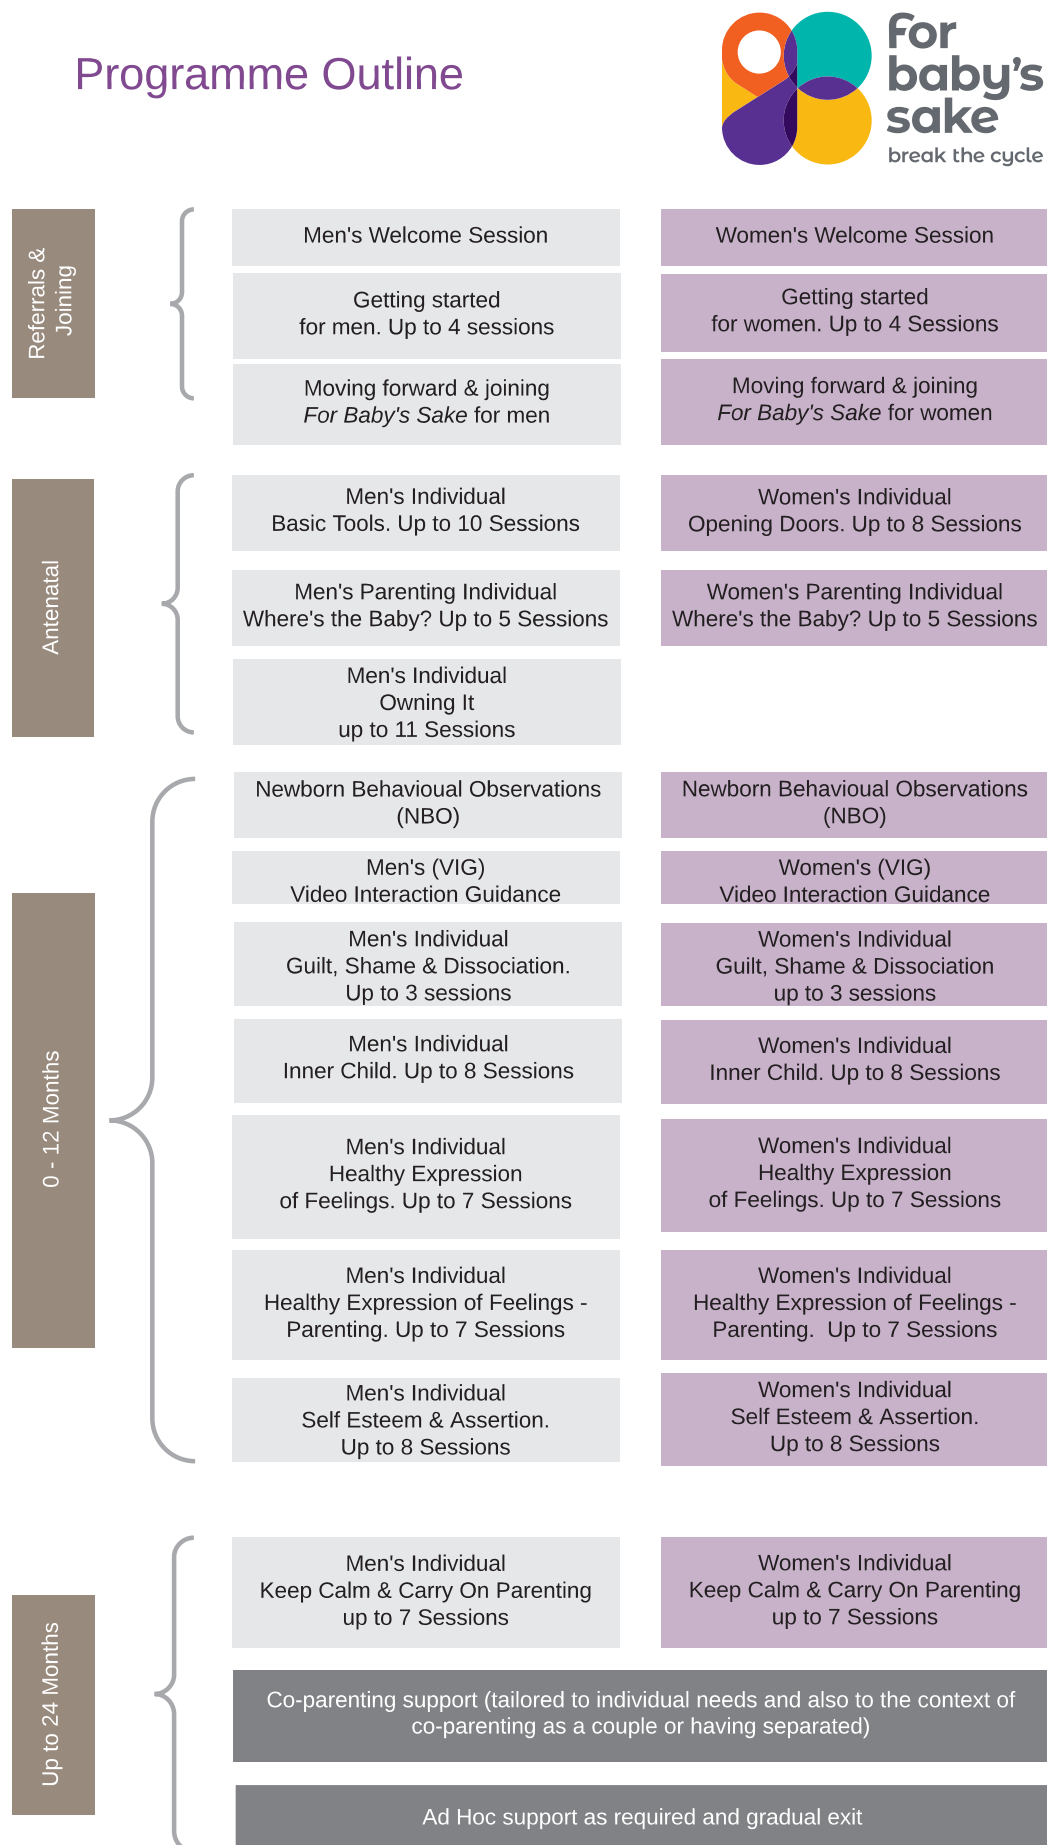 Programme Outline
for
baby's
sake
break the cycle
Referrals &
Joining
Men's Welcome Session
Women's Welcome Session
Getting started
for men. Up to 4 sessions
Getting started
for women. Up to 4 Sessions
Moving forward & joining
For Baby's Sake for men
Moving forward & joining
For Baby's Sake for women
Antenatal
Men's Individual
Basic Tools. Up to 10 Sessions
Women's Individual
Opening Doors. Up to 8 Sessions
Men's Parenting Individual
Where's the Baby? Up to 5 Sessions
Women's Parenting Individual
Where's the Baby? Up to 5 Sessions
Men's Individual
Owning It
up to 11 Sessions
0 - 12 Months
Newborn Behavioual Observations
(NBO)
Newborn Behavioual Observations
(NBO)
Men's (VIG)
Video Interaction Guidance
Women's (VIG)
Video Interaction Guidance
Men's Individual
Guilt, Shame & Dissociation.
Up to 3 sessions
Women's Individual
Guilt, Shame & Dissociation
up to 3 sessions
Men's Individual
Inner Child. Up to 8 Sessions
Women's Individual
Inner Child. Up to 8 Sessions
Men's Individual
Healthy Expression
of Feelings. Up to 7 Sessions
Women's Individual
Healthy Expression
of Feelings. Up to 7 Sessions
Men's Individual
Healthy Expression of Feelings -
Parenting. Up to 7 Sessions
Women's Individual
Healthy Expression of Feelings -
Parenting.  Up to 7 Sessions
Men's Individual
Self Esteem & Assertion.
Up to 8 Sessions
Women's Individual
Self Esteem & Assertion.
Up to 8 Sessions
Up to 24 Months
Men's Individual
Keep Calm & Carry On Parenting
up to 7 Sessions
Women's Individual
Keep Calm & Carry On Parenting
up to 7 Sessions
Co-parenting support (tailored to individual needs and also to the context of
co-parenting as a couple or having separated)
Ad Hoc support as required and gradual exit